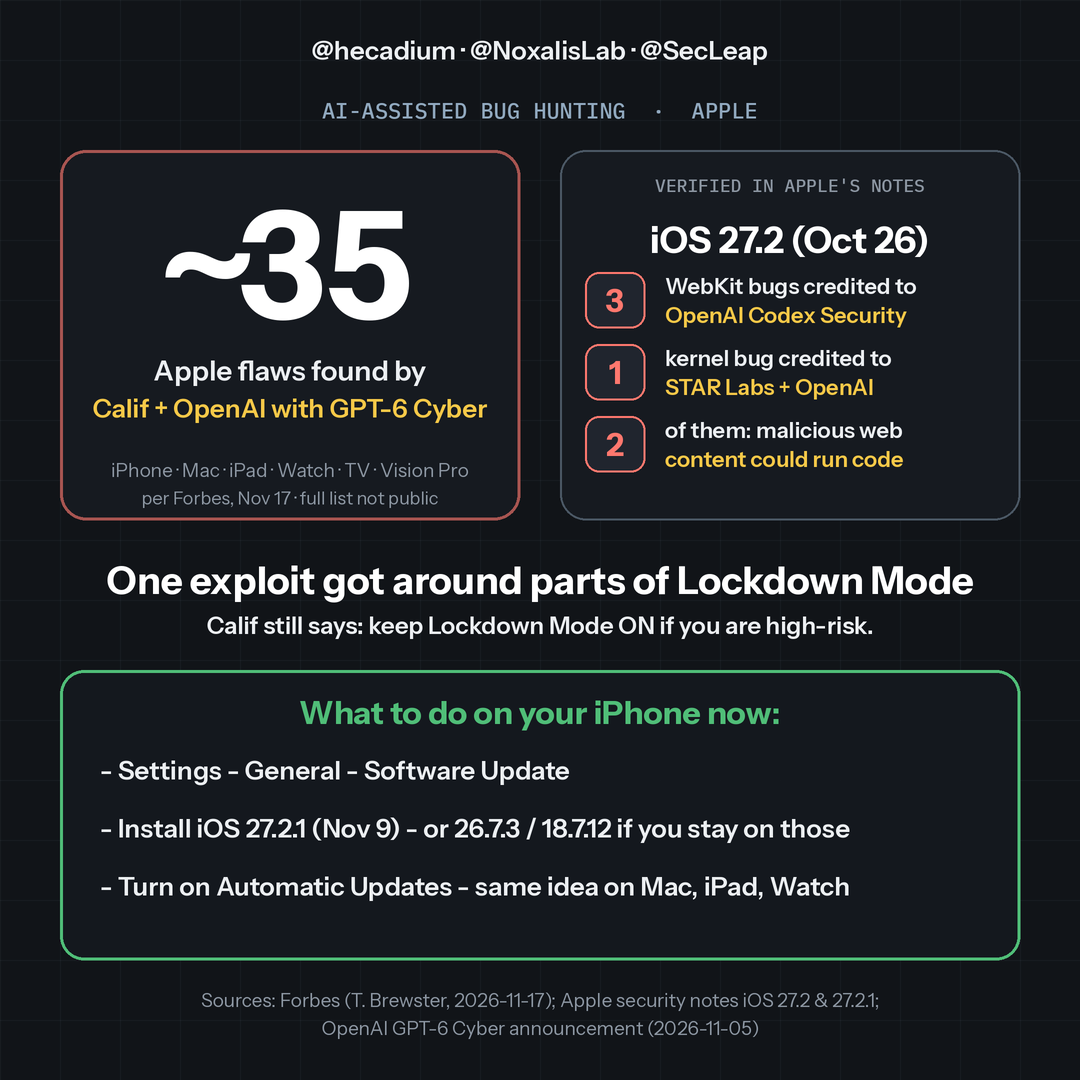 @hecadium · @NoxalisLab · @SecLeap
AI-ASSISTED BUG HUNTING · APPLE
~35
Apple flaws found by
Calif + OpenAI with GPT-6 Cyber
iPhone · Mac · iPad · Watch · TV · Vision Pro
per Forbes, Nov 17 · full list not public
VERIFIED IN APPLE'S NOTES
iOS 27.2 (Oct 26)
3
WebKit bugs credited to
OpenAI Codex Security
1
kernel bug credited to
STAR Labs + OpenAI
2
of them: malicious web
content could run code
One exploit got around parts of Lockdown Mode
Calif still says: keep Lockdown Mode ON if you are high-risk.
What to do on your iPhone now:
- Settings - General - Software Update
- Install iOS 27.2.1 (Nov 9) - or 26.7.3 / 18.7.12 if you stay on those
- Turn on Automatic Updates - same idea on Mac, iPad, Watch
Sources: Forbes (T. Brewster, 2026-11-17); Apple security notes iOS 27.2 & 27.2.1;
OpenAI GPT-6 Cyber announcement (2026-11-05)